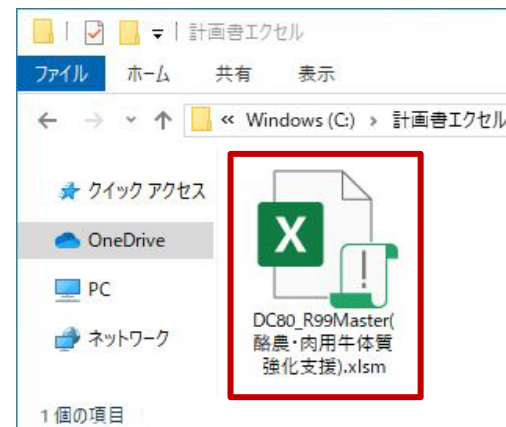 計画書エクセル
ファイル ホーム 共有 表示
« Windows (C:) › 計画書エクセル
クイック アクセス
OneDrive
PC
ネットワーク
DC80_R99Master(
酪農・肉用牛体質
強化支援).xlsm
1 個の項目